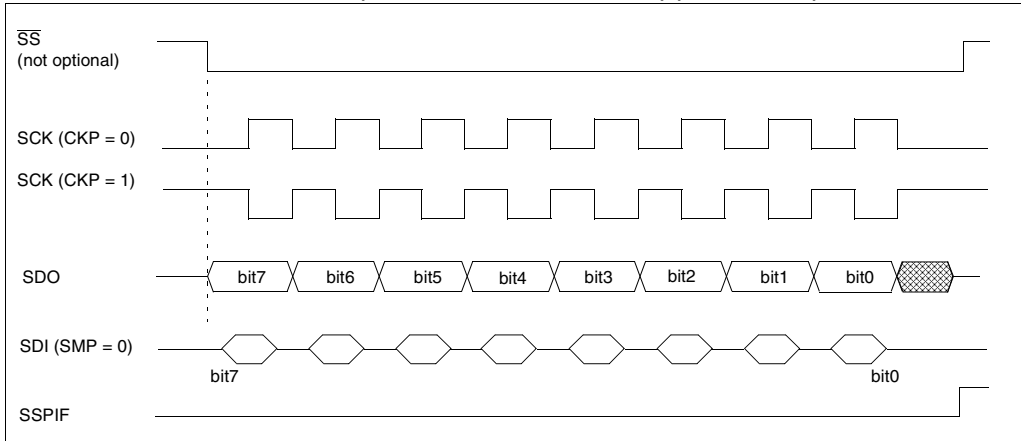 SS
(not optional)
SCK (CKP = 0)
SCK (CKP = 1)
SDO bit7 bit6 bit5 bit4 bit3 bit2 bit1 bit0
SDI (SMP = 0)
bit7 bit0
SSPIF